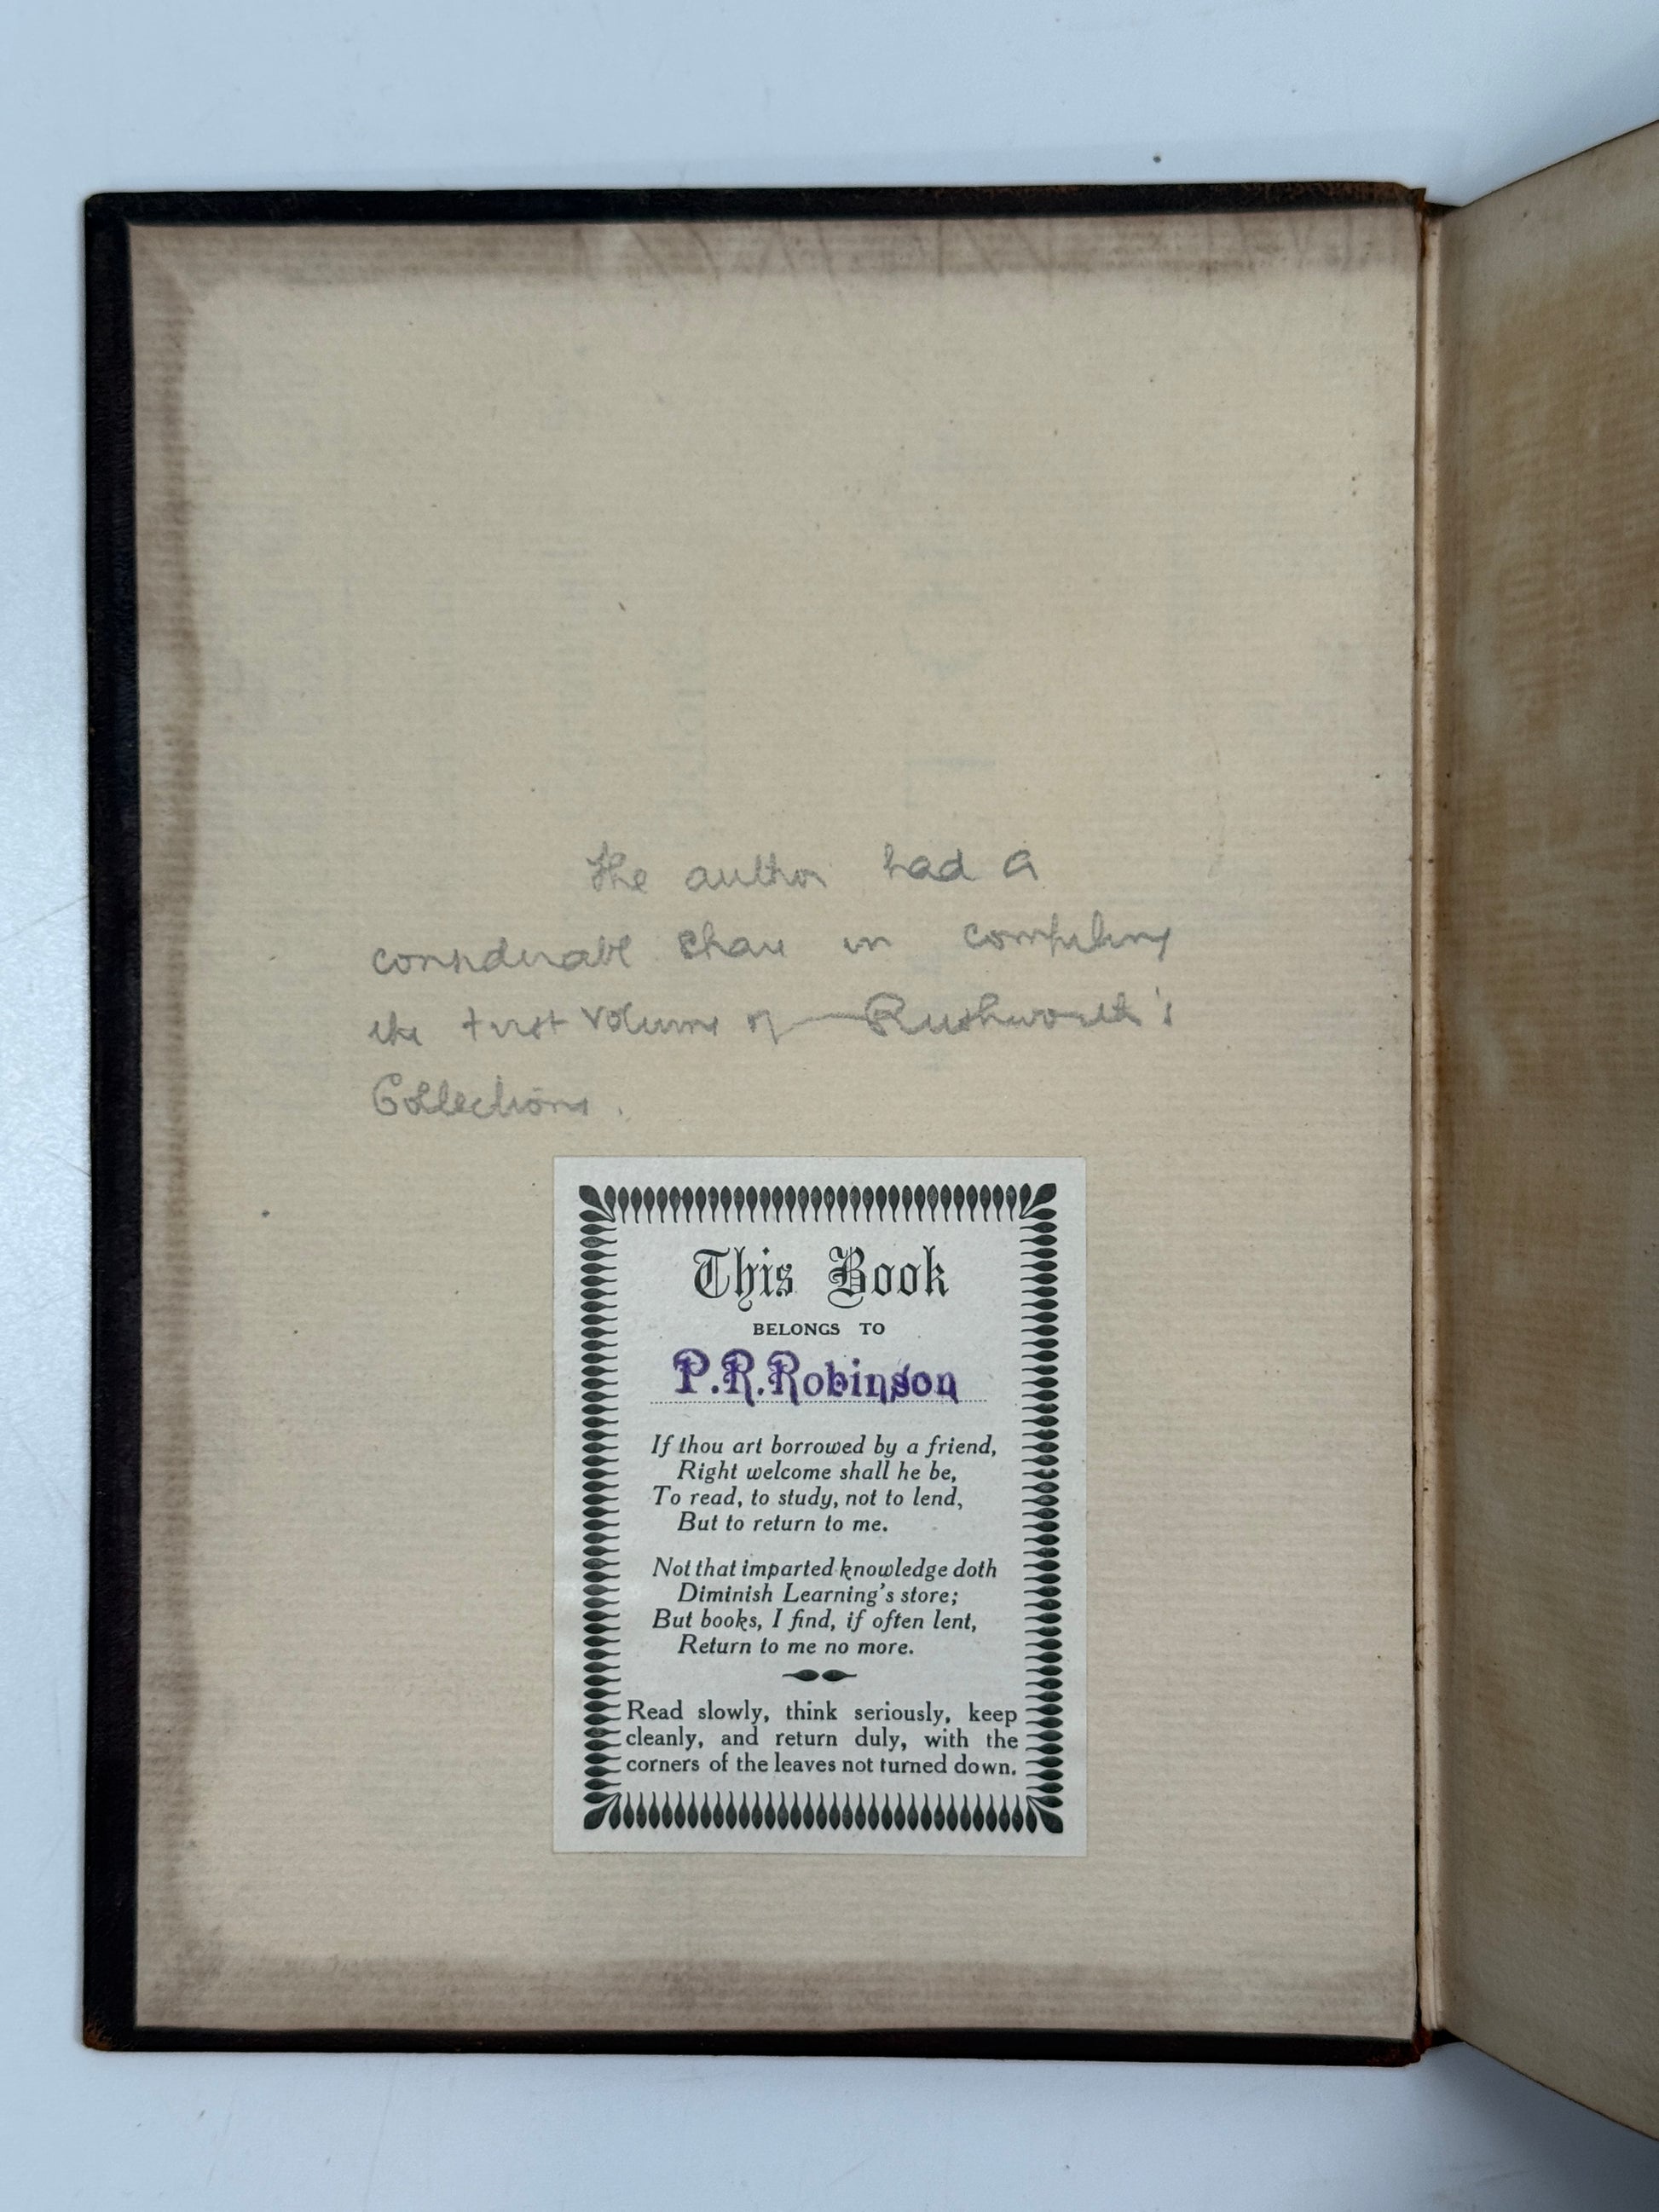 The author had a
considerable share in compiling
the first volume of Rushworth's
Collections.
This Book
BELONGS TO
P.R.Robinson
If thou art borrowed by a friend,
Right welcome shall he be,
To read, to study, not to lend,
But to return to me.
Not that imparted knowledge doth
Diminish Learning's store;
But books, I find, if often lent,
Return to me no more.
Read slowly, think seriously, keep
cleanly, and return duly, with the
corners of the leaves not turned down.